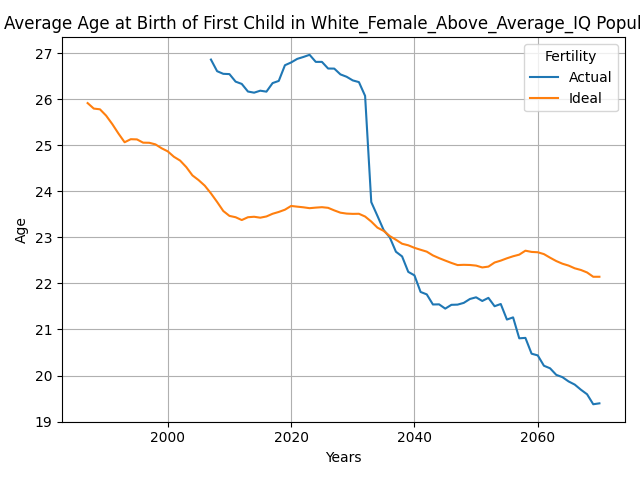 Average Age at Birth of First Child in White_Female_Above_Average_IQ Popul
Fertility
Actual
Ideal
27
26
25
24
23
22
21
20
19
Age
2000 2020 2040 2060
Years